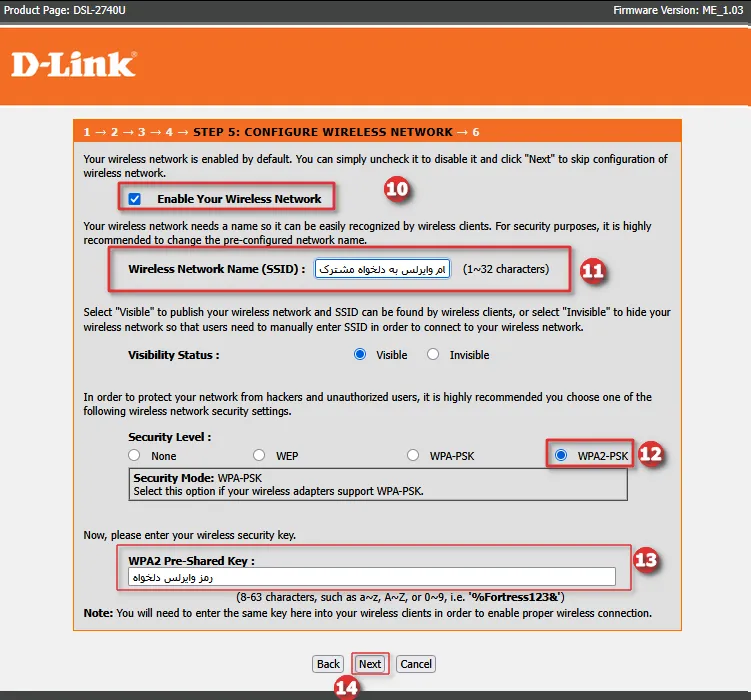 Product Page: DSL-2740U Firmware Version: ME_1.03
D-Link
1 → 2 → 3 → 4 → STEP 5: CONFIGURE WIRELESS NETWORK → 6
Your wireless network is enabled by default. You can simply uncheck it to disable it and click "Next" to skip configuration of
wireless network.
Enable Your Wireless Network
10
Your wireless network needs a name so it can be easily recognized by wireless clients. For security purposes, it is highly
recommended to change the pre-configured network name.
Wireless Network Name (SSID) : ام وایرلس به دلخواه مشترک (1~32 characters)
11
Select "Visible" to publish your wireless network and SSID can be found by wireless clients, or select "Invisible" to hide your
wireless network so that users need to manually enter SSID in order to connect to your wireless network.
Visibility Status : Visible Invisible
In order to protect your network from hackers and unauthorized users, it is highly recommended you choose one of the
following wireless network security settings.
Security Level :
None WEP WPA-PSK WPA2-PSK
12
Security Mode: WPA-PSK
Select this option if your wireless adapters support WPA-PSK.
Now, please enter your wireless security key.
WPA2 Pre-Shared Key :
13
رمز وایرلس دلخواه
(8-63 characters, such as a~z, A~Z, or 0~9, i.e. '%Fortress123&')
Note: You will need to enter the same key here into your wireless clients in order to enable proper wireless connection.
Back Next Cancel
14